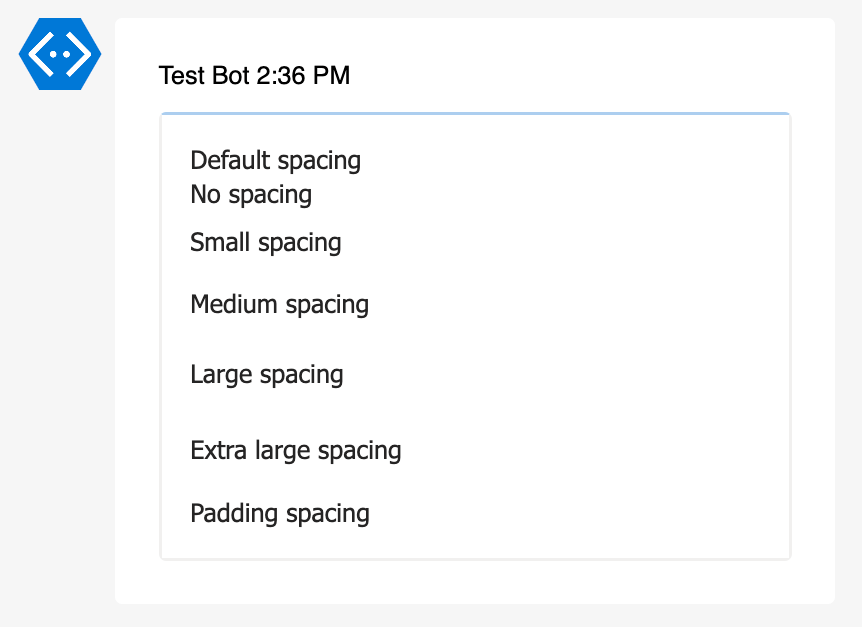 Test Bot 2:36 PM
Default spacing
No spacing
Small spacing
Medium spacing
Large spacing
Extra large spacing
Padding spacing